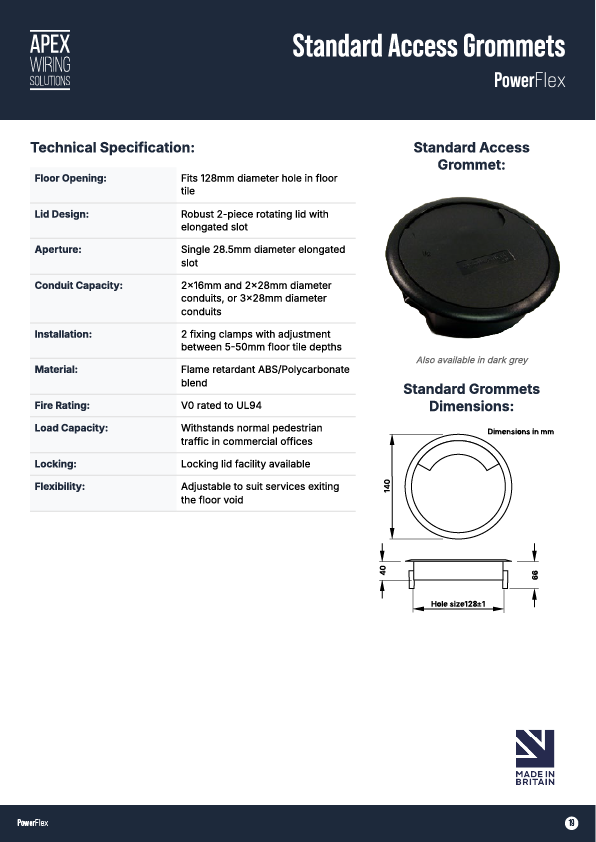 APEX
WIRING
SOLUTIONS
Standard Access Grommets
PowerFlex
Technical Specification:
Floor Opening: Fits 128mm diameter hole in floor
tile
Lid Design: Robust 2-piece rotating lid with
elongated slot
Aperture: Single 28.5mm diameter elongated
slot
Conduit Capacity: 2×16mm and 2×28mm diameter
conduits, or 3×28mm diameter
conduits
Installation: 2 fixing clamps with adjustment
between 5-50mm floor tile depths
Material: Flame retardant ABS/Polycarbonate
blend
Fire Rating: V0 rated to UL94
Load Capacity: Withstands normal pedestrian
traffic in commercial offices
Locking: Locking lid facility available
Flexibility: Adjustable to suit services exiting
the floor void
Standard Access
Grommet:
Also available in dark grey
Standard Grommets
Dimensions:
Dimensions in mm
140
40
66
Hole size128±1
MADE IN
BRITAIN
PowerFlex
19